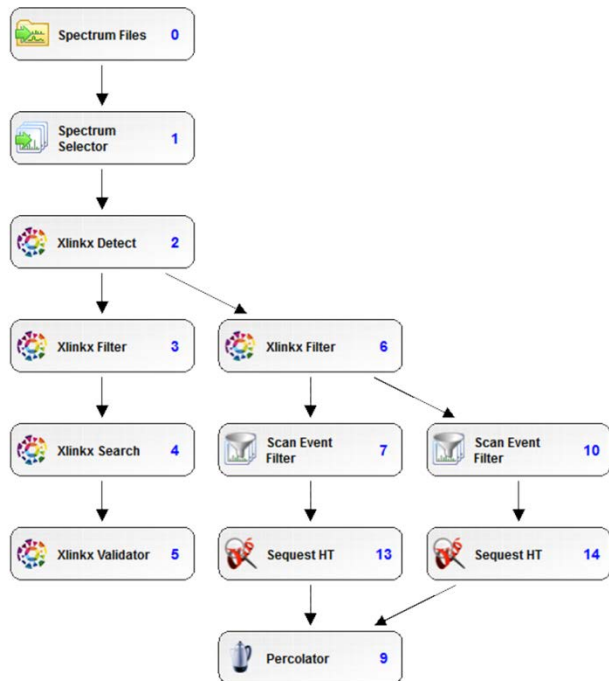 Spectrum Files 0
Spectrum
Selector 1
Xlinkx Detect 2
Xlinkx Filter 3
Xlinkx Filter 6
Xlinkx Search 4
Scan Event
Filter 7
Scan Event
Filter 10
Xlinkx Validator 5
Sequest HT 13
Sequest HT 14
Percolator 9